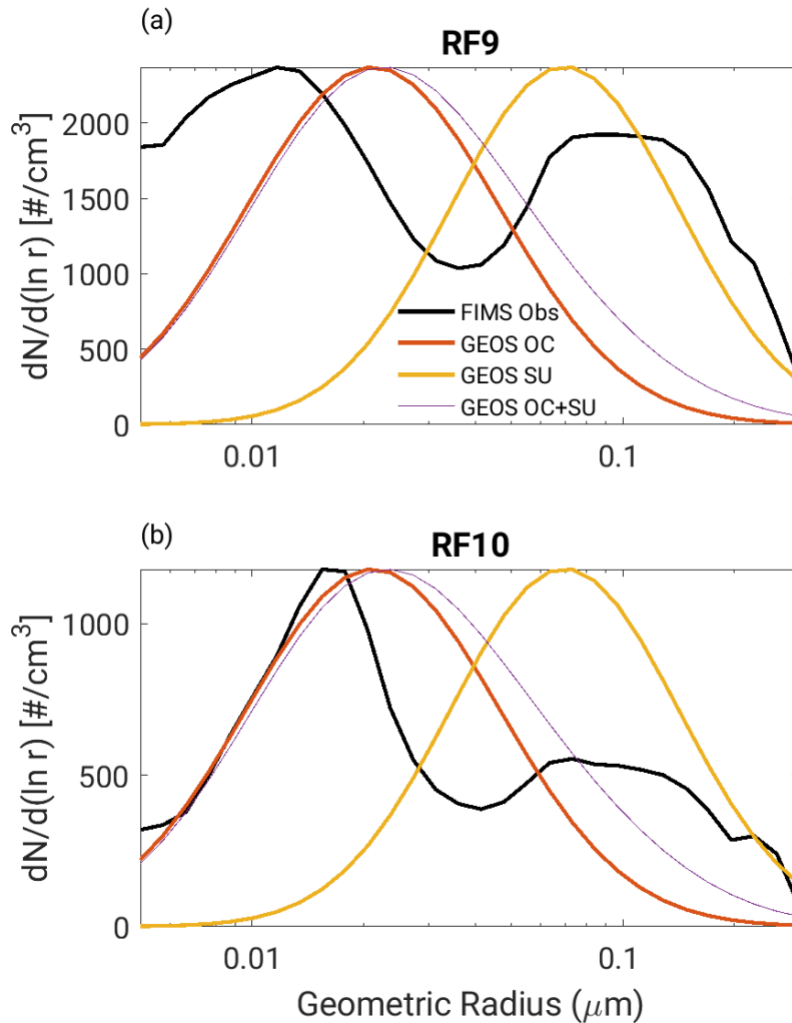 (a)
RF9
dN/d(ln r) [#/cm³]
2000
1500
1000
500
0
FIMS Obs
GEOS OC
GEOS SU
GEOS OC+SU
0.01
0.1
(b)
RF10
dN/d(ln r) [#/cm³]
1000
500
0
0.01
0.1
Geometric Radius (μm)